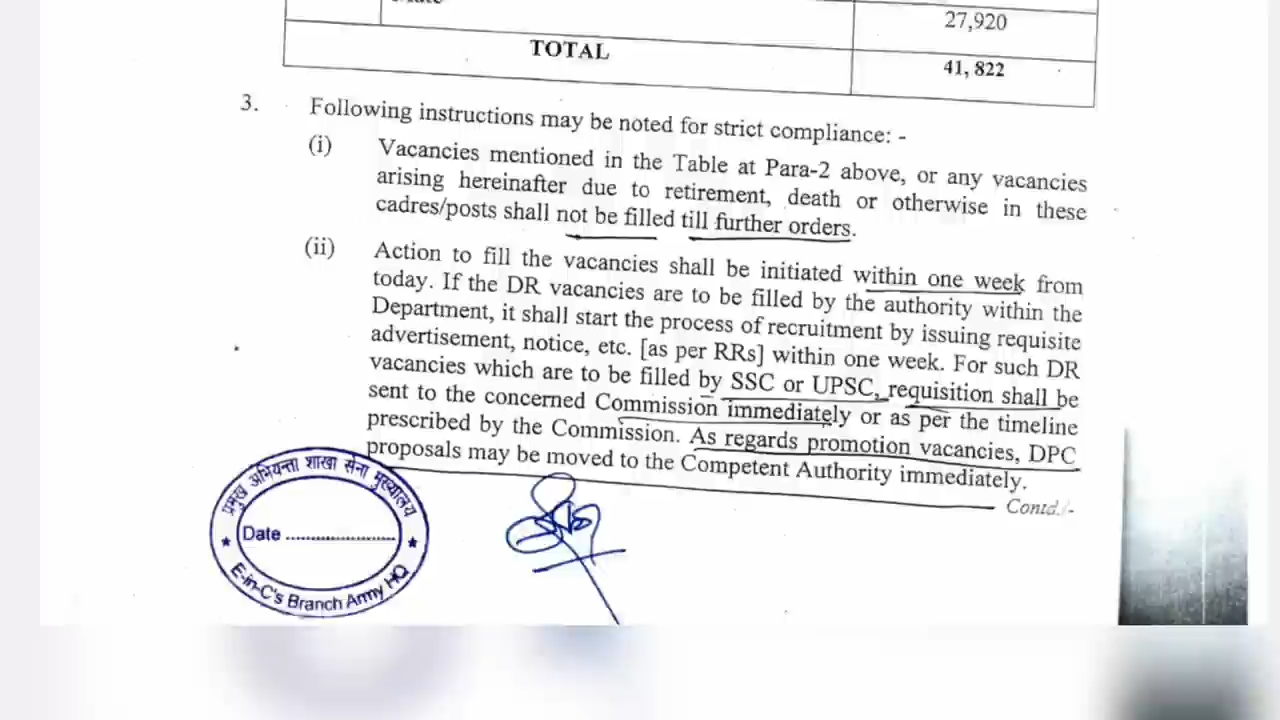 27,920
TOTAL 41, 822
3. Following instructions may be noted for strict compliance: -
(i) Vacancies mentioned in the Table at Para-2 above, or any vacancies
arising hereinafter due to retirement, death or otherwise in these
cadres/posts shall not be filled till further orders.
(ii) Action to fill the vacancies shall be initiated within one week from
today. If the DR vacancies are to be filled by the authority within the
Department, it shall start the process of recruitment by issuing requisite
advertisement, notice, etc. [as per RRs] within one week. For such DR
vacancies which are to be filled by SSC or UPSC, requisition shall be
sent to the concerned Commission immediately or as per the timeline
prescribed by the Commission. As regards promotion vacancies, DPC
proposals may be moved to the Competent Authority immediately.
Contd./-
प्रमुख अभियन्ता शाखा सेना मुख्यालय
Date ........................
E-in-C's Branch Army HQ